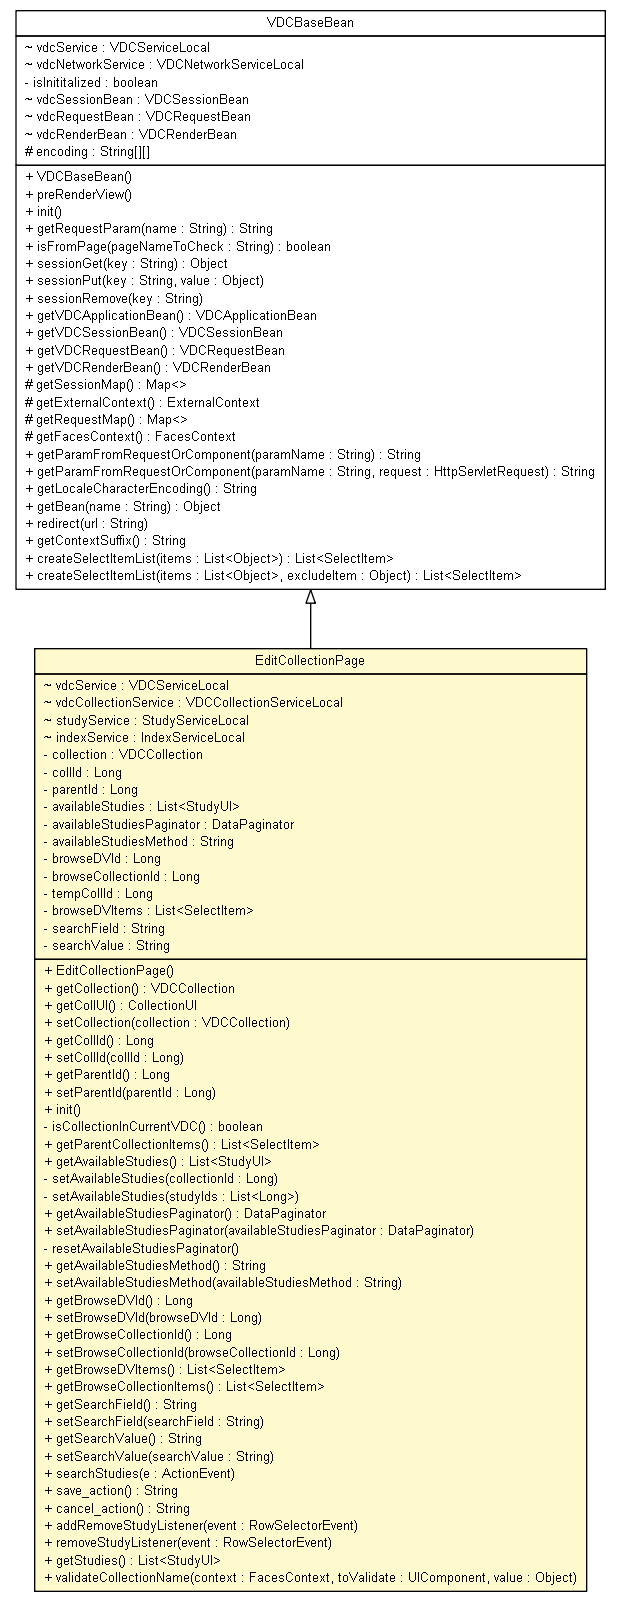 VDCBaseBean
~ vdcService : VDCServiceLocal
~ vdcNetworkService : VDCNetworkServiceLocal
- isInititalized : boolean
~ vdcSessionBean : VDCSessionBean
~ vdcRequestBean : VDCRequestBean
~ vdcRenderBean : VDCRenderBean
# encoding : String[][]
+ VDCBaseBean()
+ preRenderView()
+ init()
+ getRequestParam(name : String) : String
+ isFromPage(pageNameToCheck : String) : boolean
+ sessionGet(key : String) : Object
+ sessionPut(key : String, value : Object)
+ sessionRemove(key : String)
+ getVDCApplicationBean() : VDCApplicationBean
+ getVDCSessionBean() : VDCSessionBean
+ getVDCRequestBean() : VDCRequestBean
+ getVDCRenderBean() : VDCRenderBean
# getSessionMap() : Map<>
# getExternalContext() : ExternalContext
# getRequestMap() : Map<>
# getFacesContext() : FacesContext
+ getParamFromRequestOrComponent(paramName : String) : String
+ getParamFromRequestOrComponent(paramName : String, request : HttpServletRequest) : String
+ getLocaleCharacterEncoding() : String
+ getBean(name : String) : Object
+ redirect(url : String)
+ getContextSuffix() : String
+ createSelectItemList(items : List<Object>) : List<SelectItem>
+ createSelectItemList(items : List<Object>, excludeItem : Object) : List<SelectItem>
EditCollectionPage
~ vdcService : VDCServiceLocal
~ vdcCollectionService : VDCCollectionServiceLocal
~ studyService : StudyServiceLocal
~ indexService : IndexServiceLocal
- collection : VDCCollection
- collId : Long
- parentId : Long
- availableStudies : List<StudyUI>
- availableStudiesPaginator : DataPaginator
- availableStudiesMethod : String
- browseDVId : Long
- browseCollectionId : Long
- tempCollId : Long
- browseDVItems : List<SelectItem>
- searchField : String
- searchValue : String
+ EditCollectionPage()
+ getCollection() : VDCCollection
+ getCollUI() : CollectionUI
+ setCollection(collection : VDCCollection)
+ getCollId() : Long
+ setCollId(collId : Long)
+ getParentId() : Long
+ setParentId(parentId : Long)
+ init()
- isCollectionInCurrentVDC() : boolean
+ getParentCollectionItems() : List<SelectItem>
+ getAvailableStudies() : List<StudyUI>
- setAvailableStudies(collectionId : Long)
- setAvailableStudies(studyIds : List<Long>)
+ getAvailableStudiesPaginator() : DataPaginator
+ setAvailableStudiesPaginator(availableStudiesPaginator : DataPaginator)
- resetAvailableStudiesPaginator()
+ getAvailableStudiesMethod() : String
+ setAvailableStudiesMethod(availableStudiesMethod : String)
+ getBrowseDVId() : Long
+ setBrowseDVId(browseDVId : Long)
+ getBrowseCollectionId() : Long
+ setBrowseCollectionId(browseCollectionId : Long)
+ getBrowseDVItems() : List<SelectItem>
+ getBrowseCollectionItems() : List<SelectItem>
+ getSearchField() : String
+ setSearchField(searchField : String)
+ getSearchValue() : String
+ setSearchValue(searchValue : String)
+ searchStudies(e : ActionEvent)
+ save_action() : String
+ cancel_action() : String
+ addRemoveStudyListener(event : RowSelectorEvent)
+ removeStudyListener(event : RowSelectorEvent)
+ getStudies() : List<StudyUI>
+ validateCollectionName(context : FacesContext, toValidate : UIComponent, value : Object)